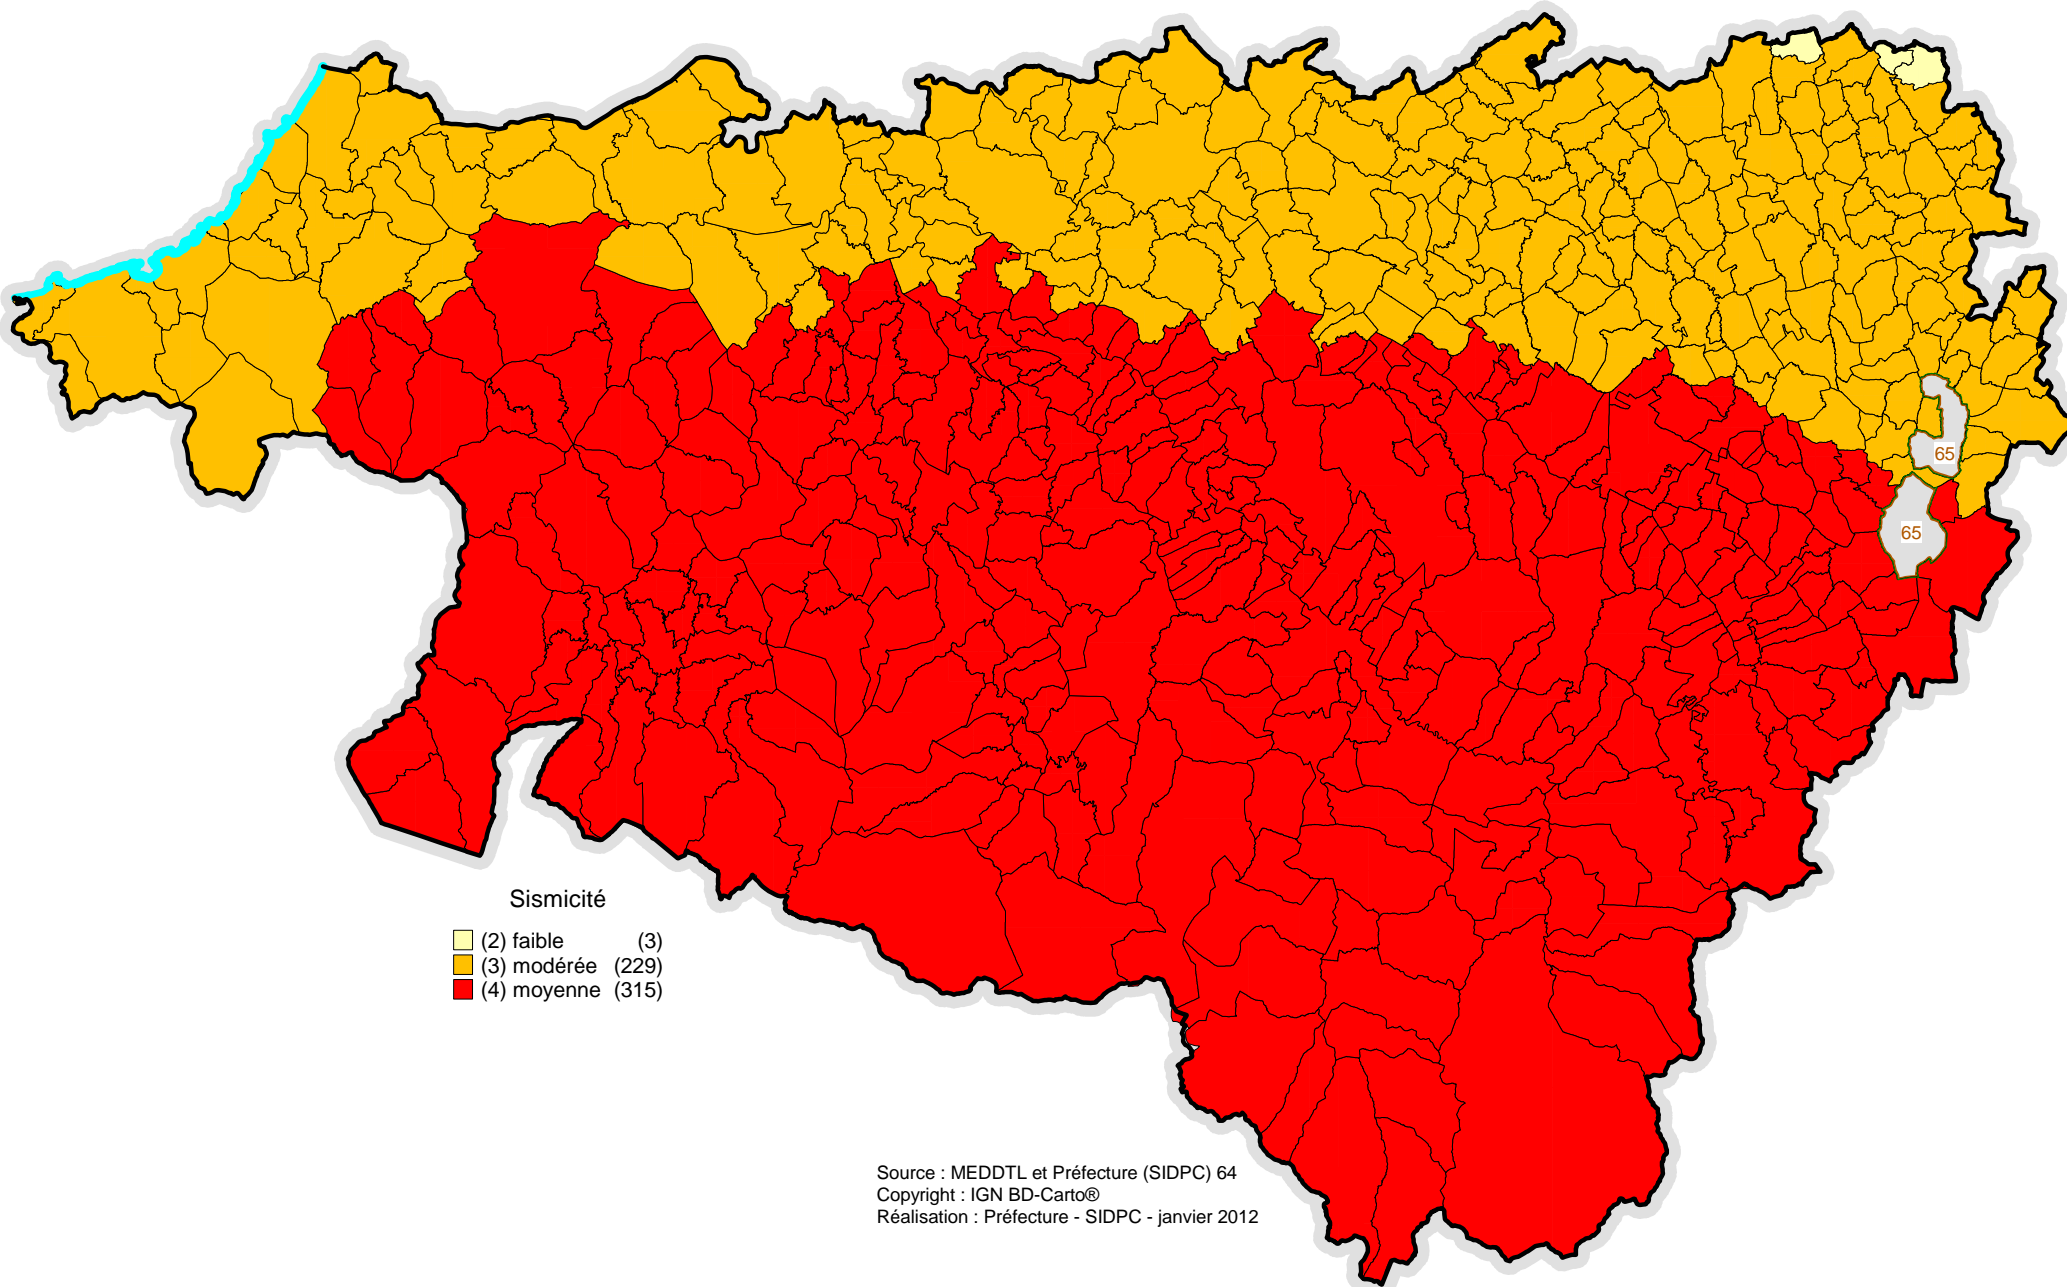 65
65
Sismicité
(2) faible (3)
(3) modérée (229)
(4) moyenne (315)
Source : MEDDTL et Préfecture (SIDPC) 64
Copyright : IGN BD-Carto®
Réalisation : Préfecture - SIDPC - janvier 2012